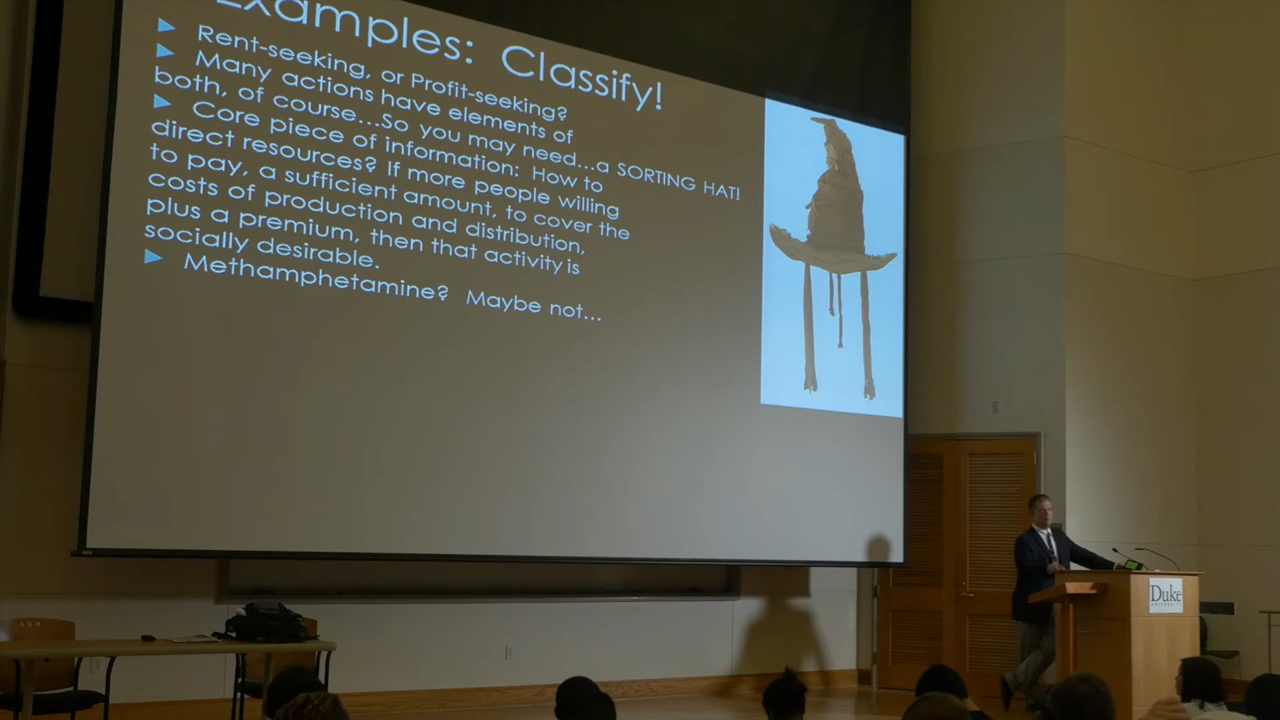 Examples: Classify!
Rent-seeking, or Profit-seeking?
Many actions have elements of
both, of course...So you may need...a SORTING HAT!
Core piece of information: How to
direct resources? If more people willing
to pay, a sufficient amount, to cover the
costs of production and distribution,
plus a premium, then that activity is
socially desirable.
Methamphetamine? Maybe not...
Duke
UNIVERSITY